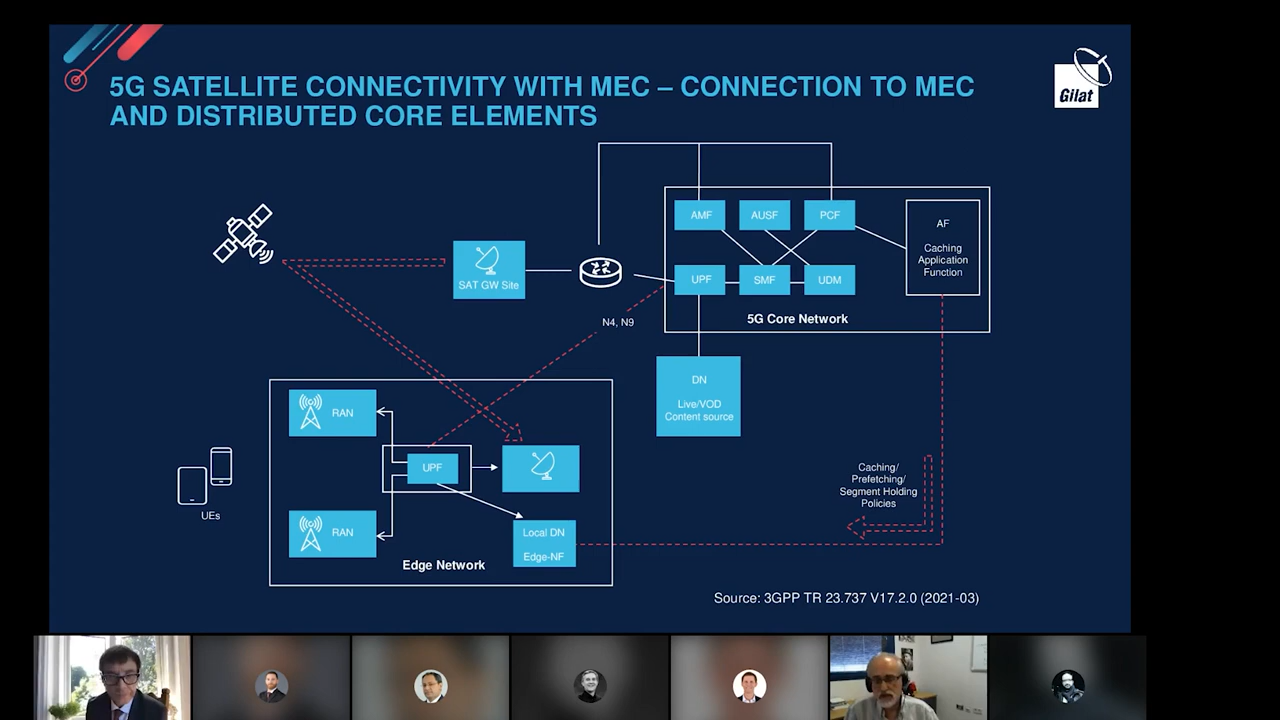 5G SATELLITE CONNECTIVITY WITH MEC – CONNECTION TO MEC
AND DISTRIBUTED CORE ELEMENTS
Gilat
AMF
AUSF
PCF
AF
Caching
Application
Function
SAT GW Site
UPF
SMF
UDM
N4, N9
5G Core Network
DN
Live/VOD
Content source
RAN
UPF
UEs
RAN
Local DN
Edge-NF
Edge Network
Caching/
Prefetching/
Segment Holding
Policies
Source: 3GPP TR 23.737 V17.2.0 (2021-03)